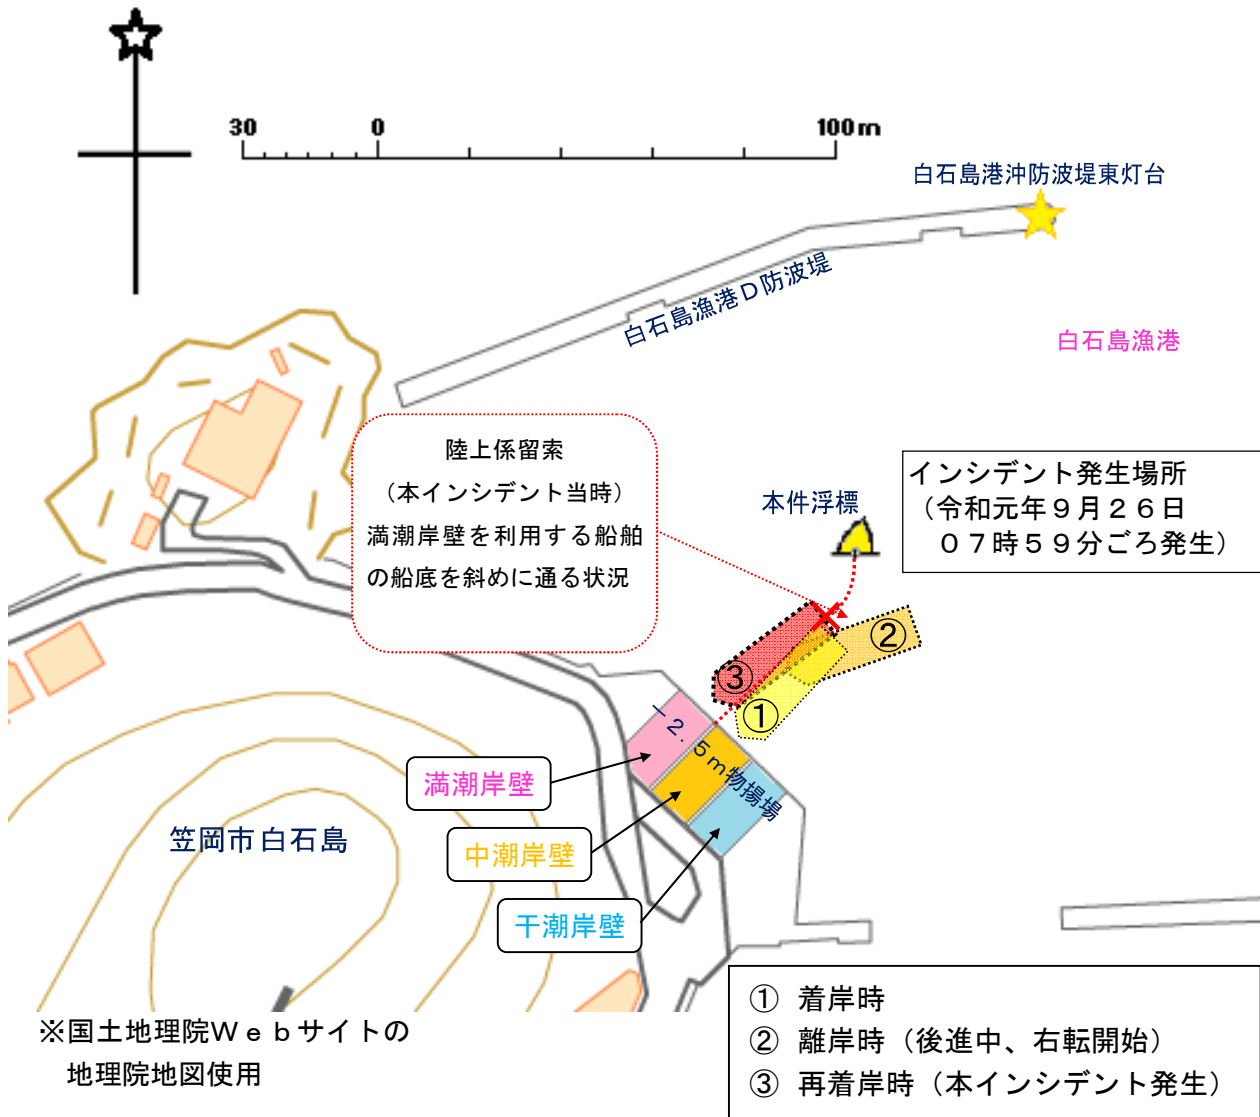 30 0 100m
白石島港沖防波堤東灯台
白石島漁港D防波堤
白石島漁港
陸上係留索
（本インシデント当時）
満潮岸壁を利用する船舶
の船底を斜めに通る状況
本件浮標
インシデント発生場所
（令和元年９月２６日
０７時５９分ごろ発生）
②
③
①
－２．５ｍ物揚場
満潮岸壁
中潮岸壁
干潮岸壁
笠岡市白石島
※国土地理院Ｗｅｂサイトの
地理院地図使用
① 着岸時
② 離岸時（後進中、右転開始）
③ 再着岸時（本インシデント発生）